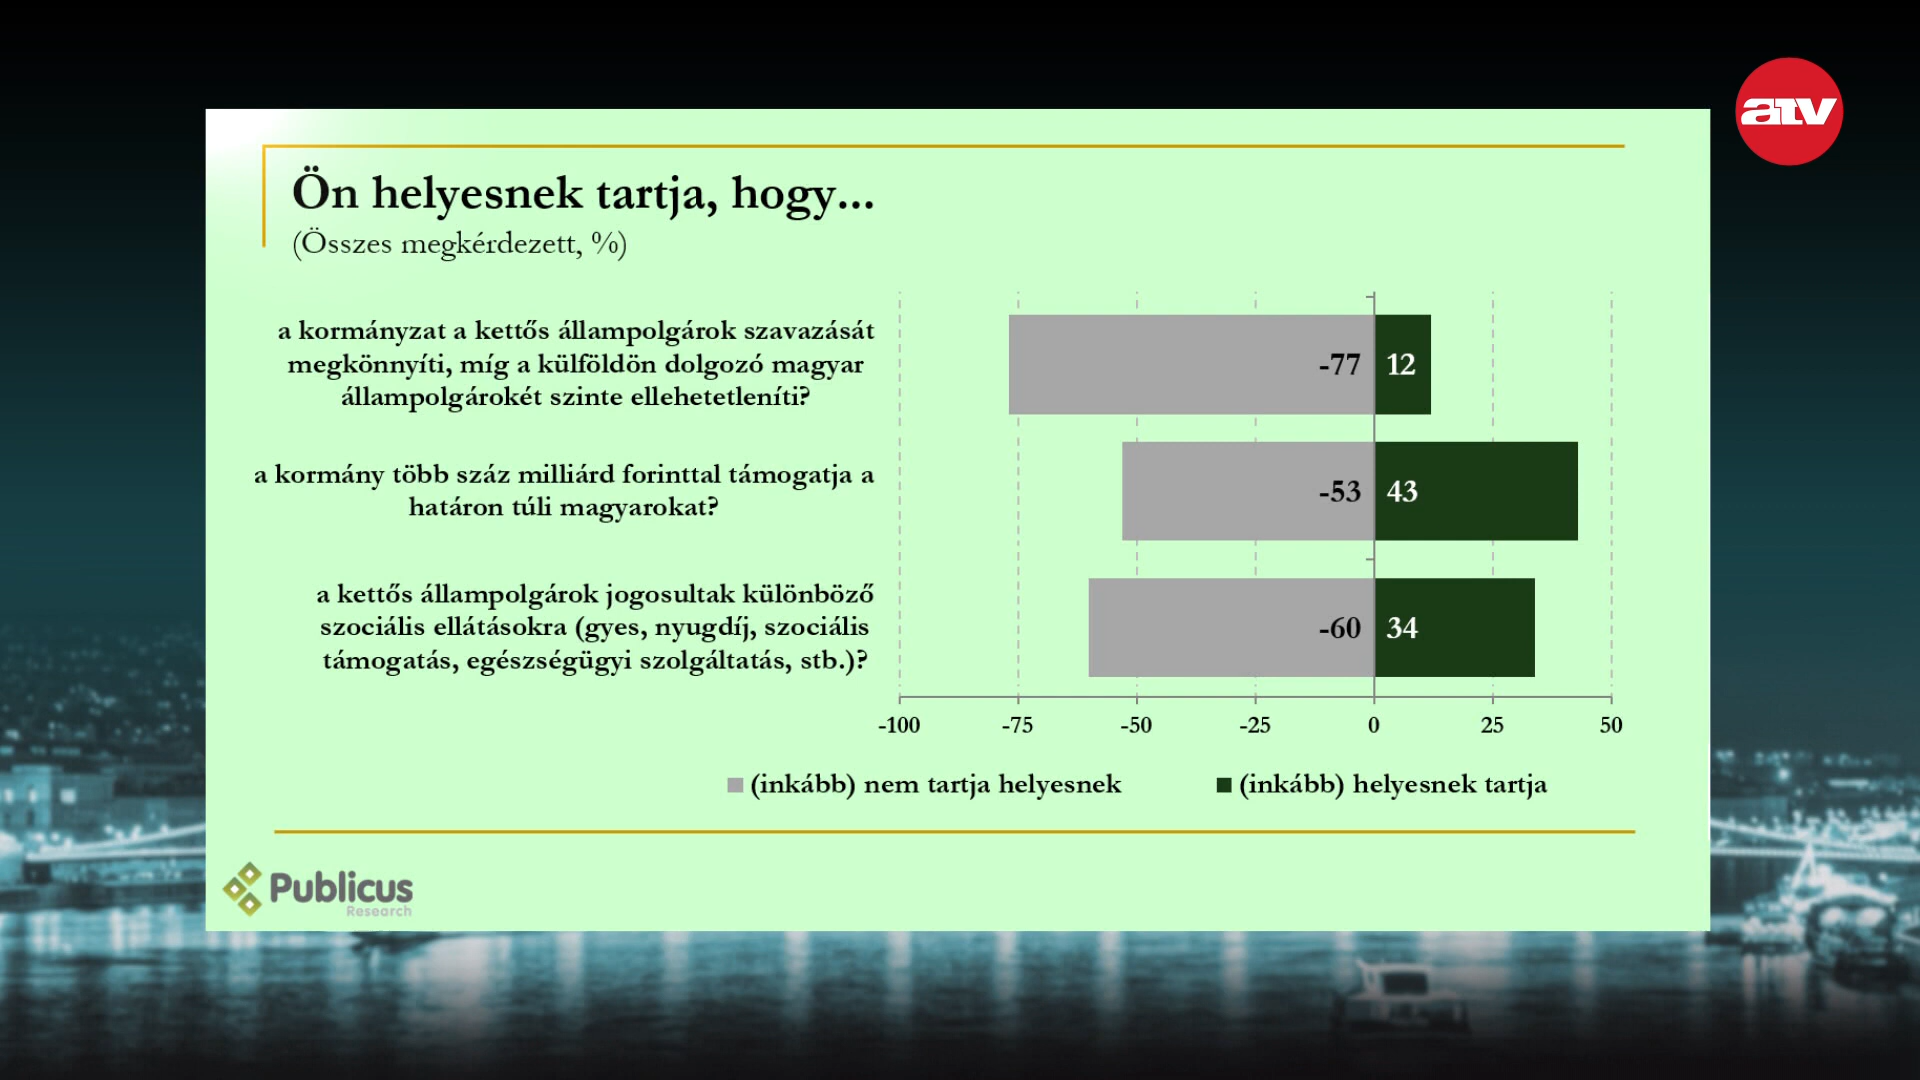 atv
Ön helyesnek tartja, hogy...
(Összes megkérdezett, %)
a kormányzat a kettős állampolgárok szavazását
megkönnyíti, míg a külföldön dolgozó magyar
állampolgárokét szinte ellehetetleníti?
-77 12
a kormány több száz milliárd forinttal támogatja a
határon túli magyarokat?
-53 43
a kettős állampolgárok jogosultak különböző
szociális ellátásokra (gyes, nyugdíj, szociális
támogatás, egészségügyi szolgáltatás, stb.)?
-60 34
-100 -75 -50 -25 0 25 50
(inkább) nem tartja helyesnek (inkább) helyesnek tartja
Publicus
Research